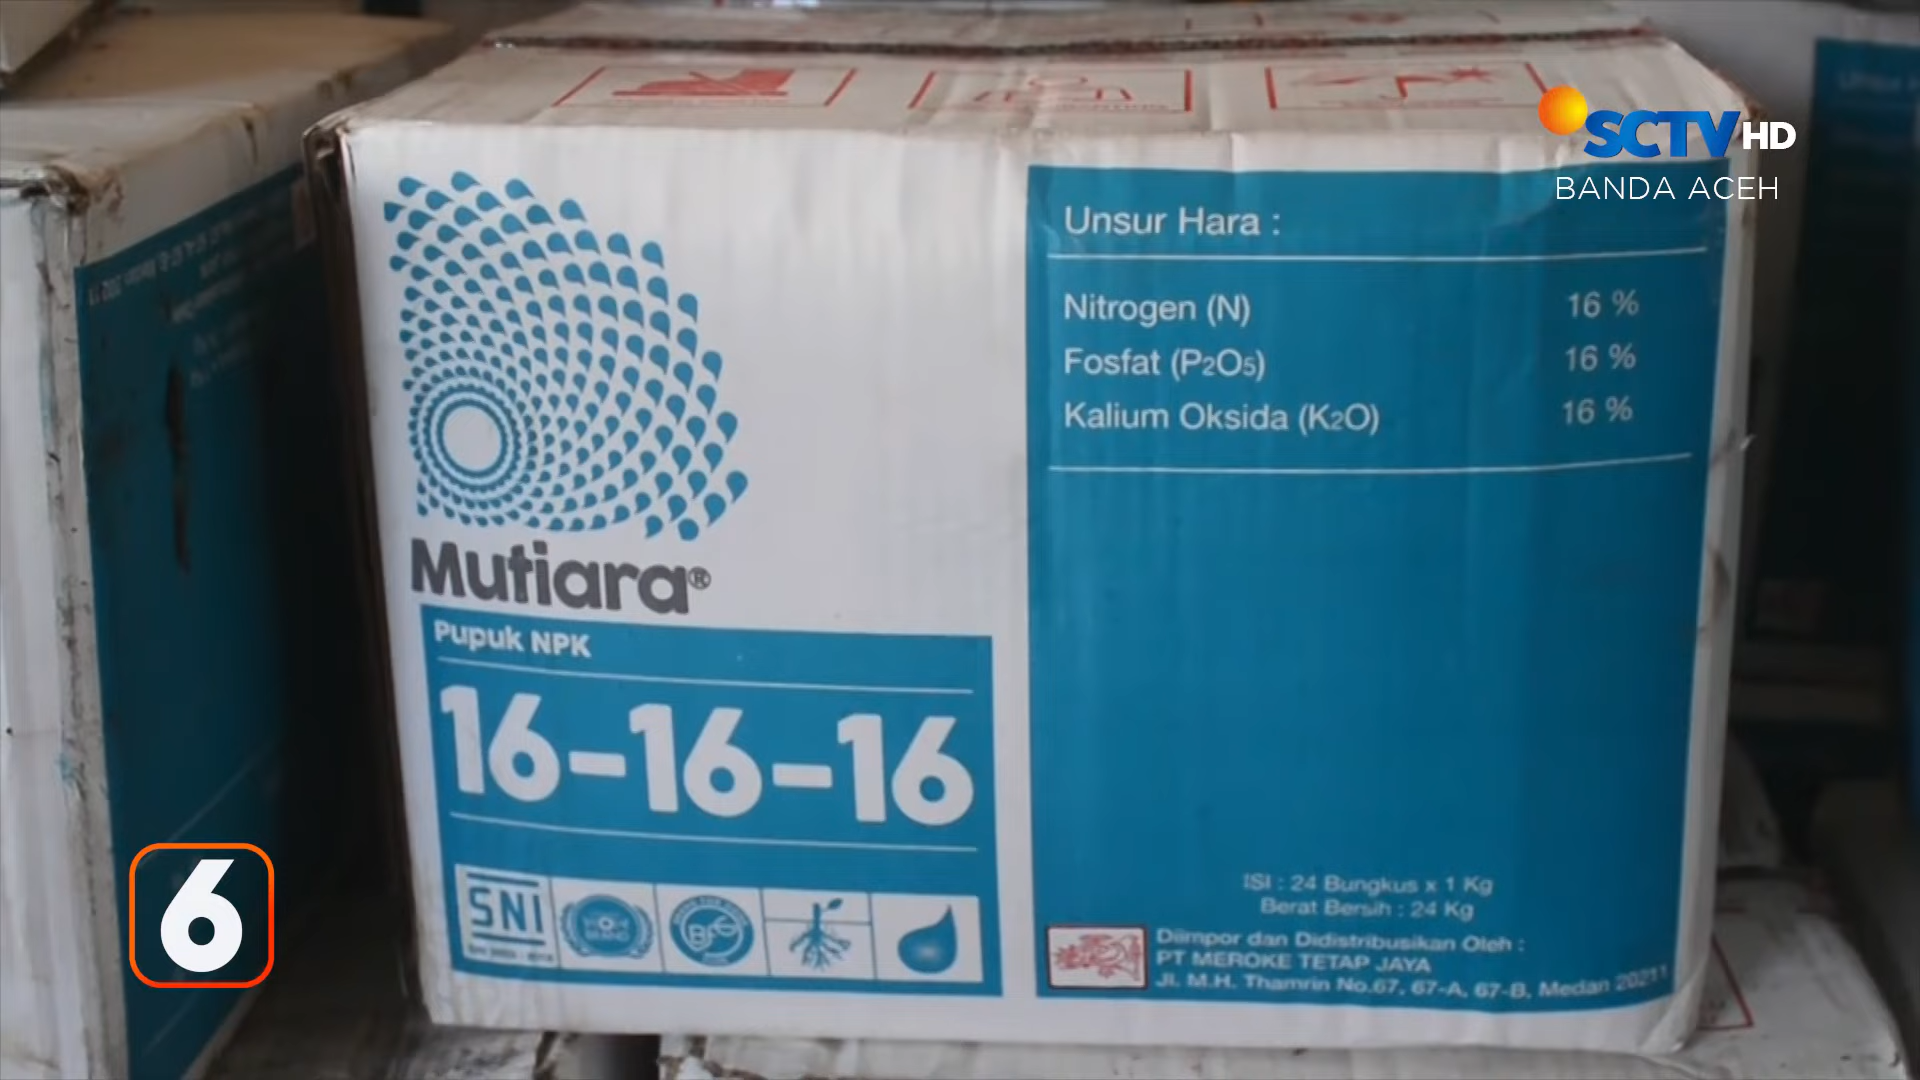 SCTV HD
BANDA ACEH
Mutiara®
Pupuk NPK
16-16-16
SNI
Unsur Hara :
Nitrogen (N) 16 %
Fosfat (P2O5) 16 %
Kalium Oksida (K2O) 16 %
ISI : 24 Bungkus x 1 Kg
Berat Bersih : 24 Kg
Diimpor dan Didistribusikan Oleh :
PT MEROKE TETAP JAYA
Jl. M.H. Thamrin No.67, 67-A, 67-B, Medan 20211
6